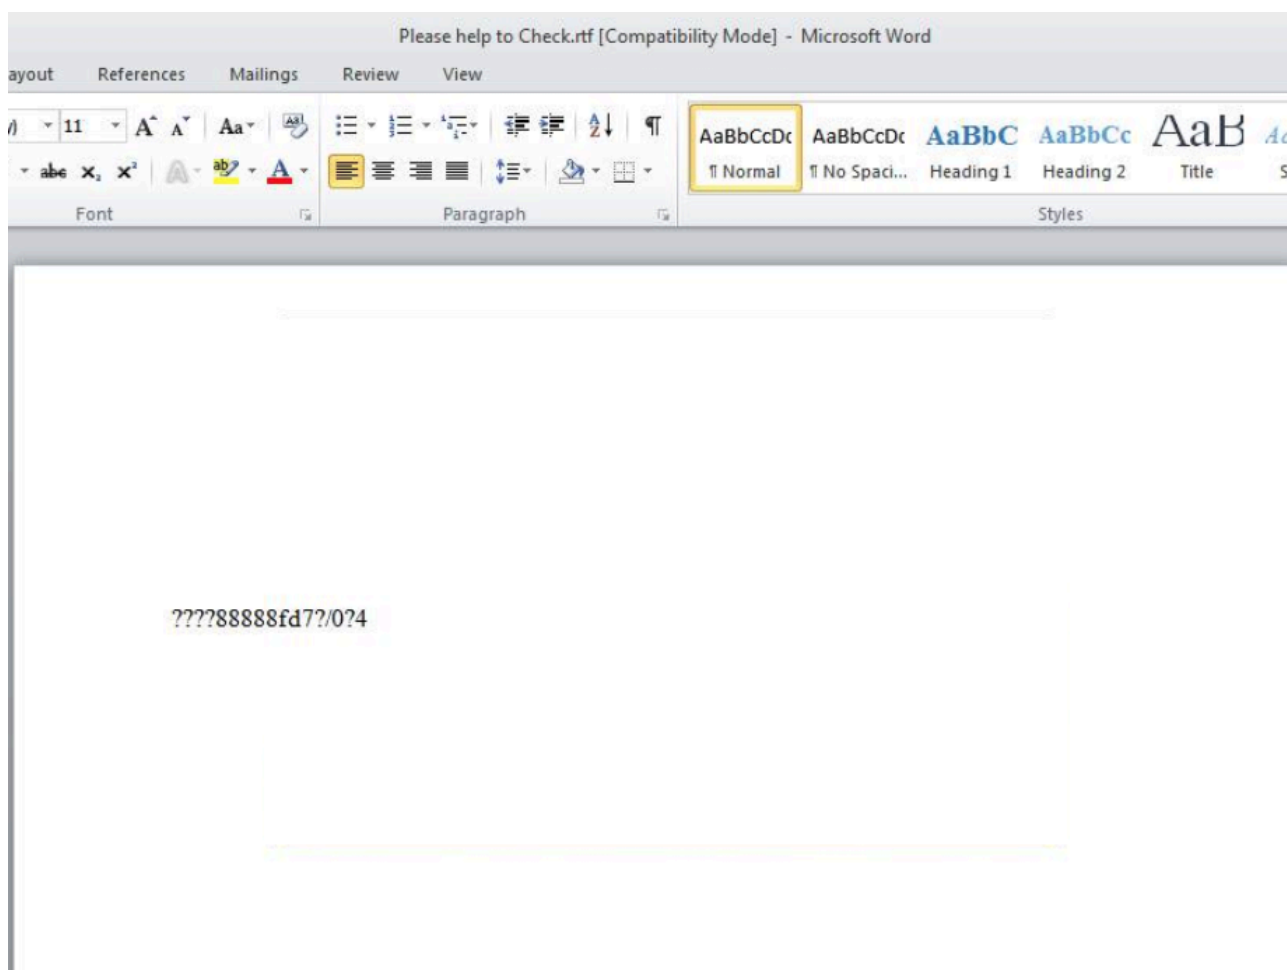 Please help to Check.rtf [Compatibility Mode] - Microsoft Word
ayout References Mailings Review View
11 Aa
AaBbCcDc AaBbCcDc AaBbC AaBbCc AaB
¶ Normal ¶ No Spaci... Heading 1 Heading 2 Title
Font Paragraph Styles
????88888fd7?/0?4